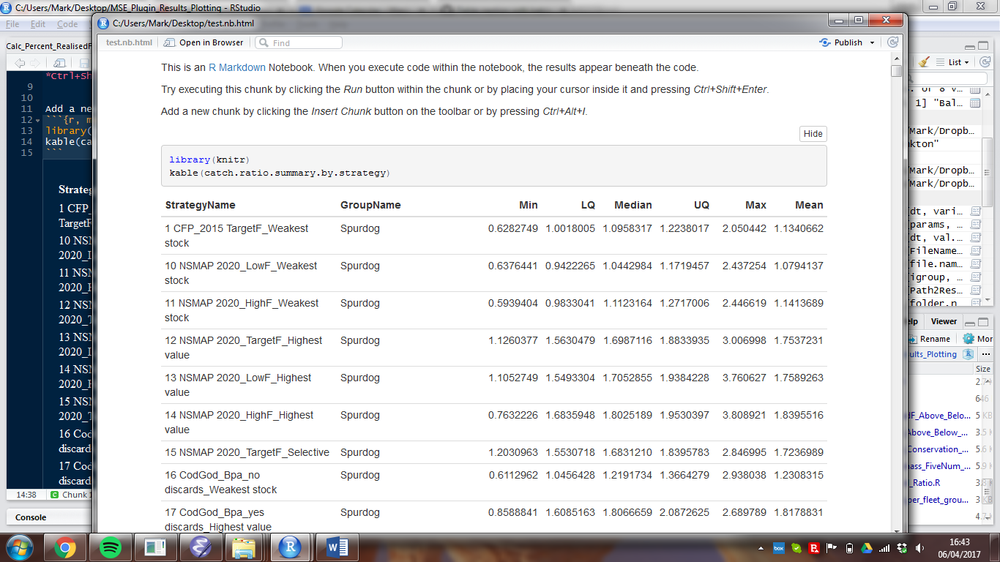 C:/Users/Mark/Desktop/MSE_Plugin_Results_Plotting - RStudio
File Edit Code
C:/Users/Mark/Desktop/test.nb.html
test.nb.html Open in Browser Find Publish
This is an R Markdown Notebook. When you execute code within the notebook, the results appear beneath the code.
Try executing this chunk by clicking the Run button within the chunk or by placing your cursor inside it and pressing Ctrl+Shift+Enter.
Add a new chunk by clicking the Insert Chunk button on the toolbar or by pressing Ctrl+Alt+I.
Hide
library(knitr)
kable(catch.ratio.summary.by.strategy)
StrategyName GroupName Min LQ Median UQ Max Mean
1 CFP_2015 TargetF_Weakest Spurdog 0.6282749 1.0018005 1.0958317 1.2238017 2.050442 1.1340662
stock
10 NSMAP 2020_LowF_Weakest Spurdog 0.6376441 0.9422265 1.0442984 1.1719457 2.437254 1.0794137
stock
11 NSMAP 2020_HighF_Weakest Spurdog 0.5939404 0.9833041 1.1123164 1.2717006 2.446619 1.1413689
stock
12 NSMAP 2020_TargetF_Highest Spurdog 1.1260377 1.5630479 1.6987116 1.8833935 3.006998 1.7537231
value
13 NSMAP 2020_LowF_Highest Spurdog 1.1052749 1.5493304 1.7052855 1.9384228 3.760627 1.7589263
value
14 NSMAP 2020_HighF_Highest Spurdog 0.7632226 1.6835948 1.8025189 1.9530397 3.808921 1.8395516
value
15 NSMAP 2020_TargetF_Selective Spurdog 1.2030963 1.5530718 1.6831210 1.8395783 2.846995 1.7236989
16 CodGod_Bpa_no Spurdog 0.6112962 1.0456428 1.2191734 1.3664279 2.938038 1.2308315
discards_Weakest stock
17 CodGod_Bpa_yes Spurdog 0.8588841 1.6085163 1.8066659 2.0872625 2.689789 1.8178831
discards_Highest value
Calc_Percent_RealisedF
*Ctrl+Sh
9
10
11 Add a ne
12 ```{r, m
13 library(
14 kable(ca
15 ```
Strateg
1 CFP_
TargetF
10 NSM
2020_L
11 NSM
2020_H
12 NSM
2020_T
13 NSM
2020_L
14 NSM
2020_H
15 NSM
2020_T
16 Cod
discard
17 Cod
discard
14:38 Chunk 1
Console
List
of 8 v
1] "Bal...
Mark/Dropb...
nkton"
Mark/Dropb...
Mark/Dropb...
dt, vari...
params, ...
dt, val...
FileName...
file.nam...
igroup, ...
Path2Res...
folder.n
elp Viewer
Rename Mor
ults_Plotting ...
Size
2.7
646
dF_Above_Belo... 5 KB
Above_Below_... 3.5
Conservation_... 5.6
mass_FiveNum_... 5.9
_Ratio.R 3.8
per_fleet_grou... 3 KB
4.7
box
16:43
06/04/2017